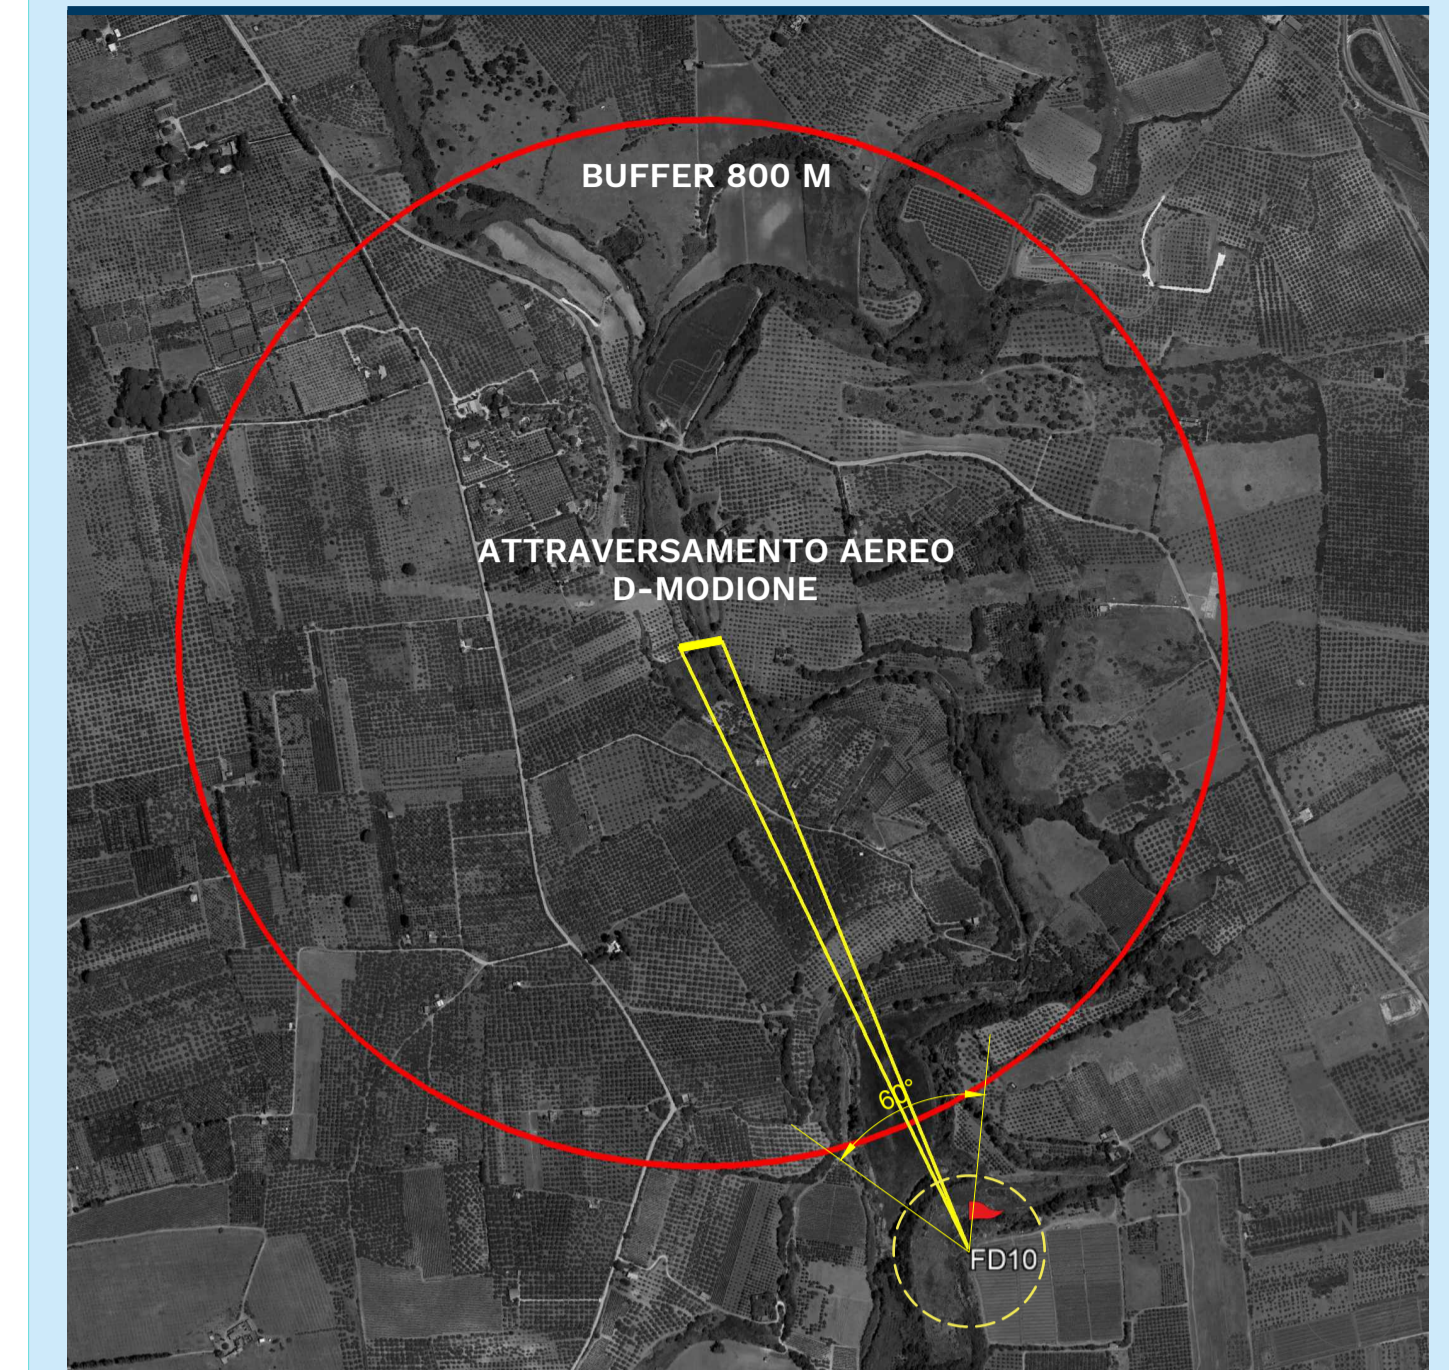 BUFFER 800 M
ATTRAVERSAMENTO AEREO
D-MODIONE
60°
FD10
N